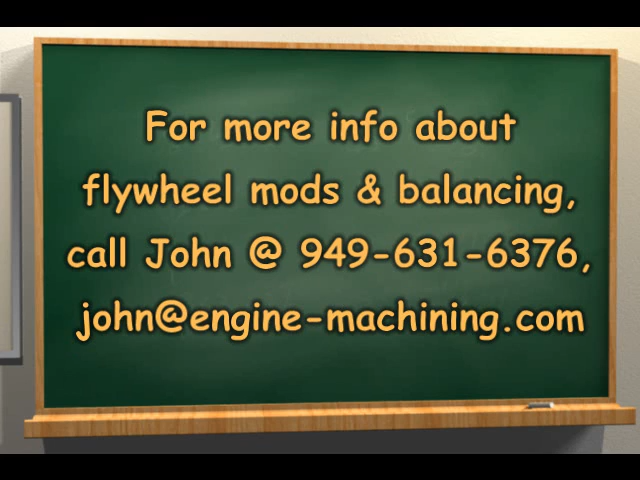 For more info about
flywheel mods & balancing,
call John @ 949-631-6376,
john@engine-machining.com